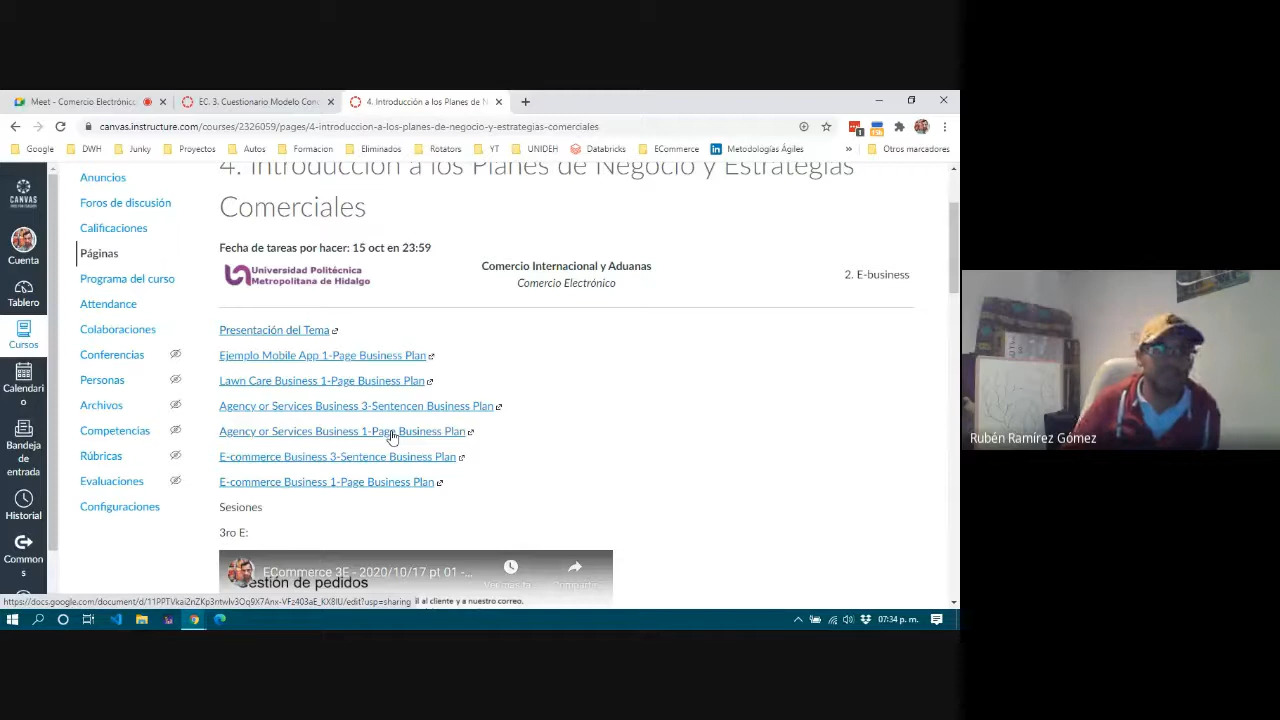 Meet - Comercio Electrónico
EC. 3. Cuestionario Modelo Con
4. Introducción a los Planes de N
canvas.instructure.com/courses/2326059/pages/4-introduccion-a-los-planes-de-negocio-y-estrategias-comerciales
Google
DWH
Junky
Proyectos
Autos
Formacion
Eliminados
Rotators
YT
UNIDEH
Databricks
ECommerce
Metodologías Ágiles
»
Otros marcadores
CANVAS
Cuenta
Tablero
Cursos
Calendari
o
Bandeja
de
entrada
Historial
Common
s
Anuncios
Foros de discusión
Calificaciones
Páginas
Programa del curso
Attendance
Colaboraciones
Conferencias
Personas
Archivos
Competencias
Rúbricas
Evaluaciones
Configuraciones
4. Introducción a los Planes de Negocio y Estrategias
Comerciales
Fecha de tareas por hacer: 15 oct en 23:59
Universidad Politécnica
Metropolitana de Hidalgo
Comercio Internacional y Aduanas
Comercio Electrónico
2. E-business
Presentación del Tema
Ejemplo Mobile App 1-Page Business Plan
Lawn Care Business 1-Page Business Plan
Agency or Services Business 3-Sentencen Business Plan
Agency or Services Business 1-Page Business Plan
E-commerce Business 3-Sentence Business Plan
E-commerce Business 1-Page Business Plan
Sesiones
3ro E:
ECommerce 3E - 2020/10/17 pt 01 -...
estión de pedidos
al cliente y a nuestro correo.
07:34 p. m.
Rubén Ramírez Gómez